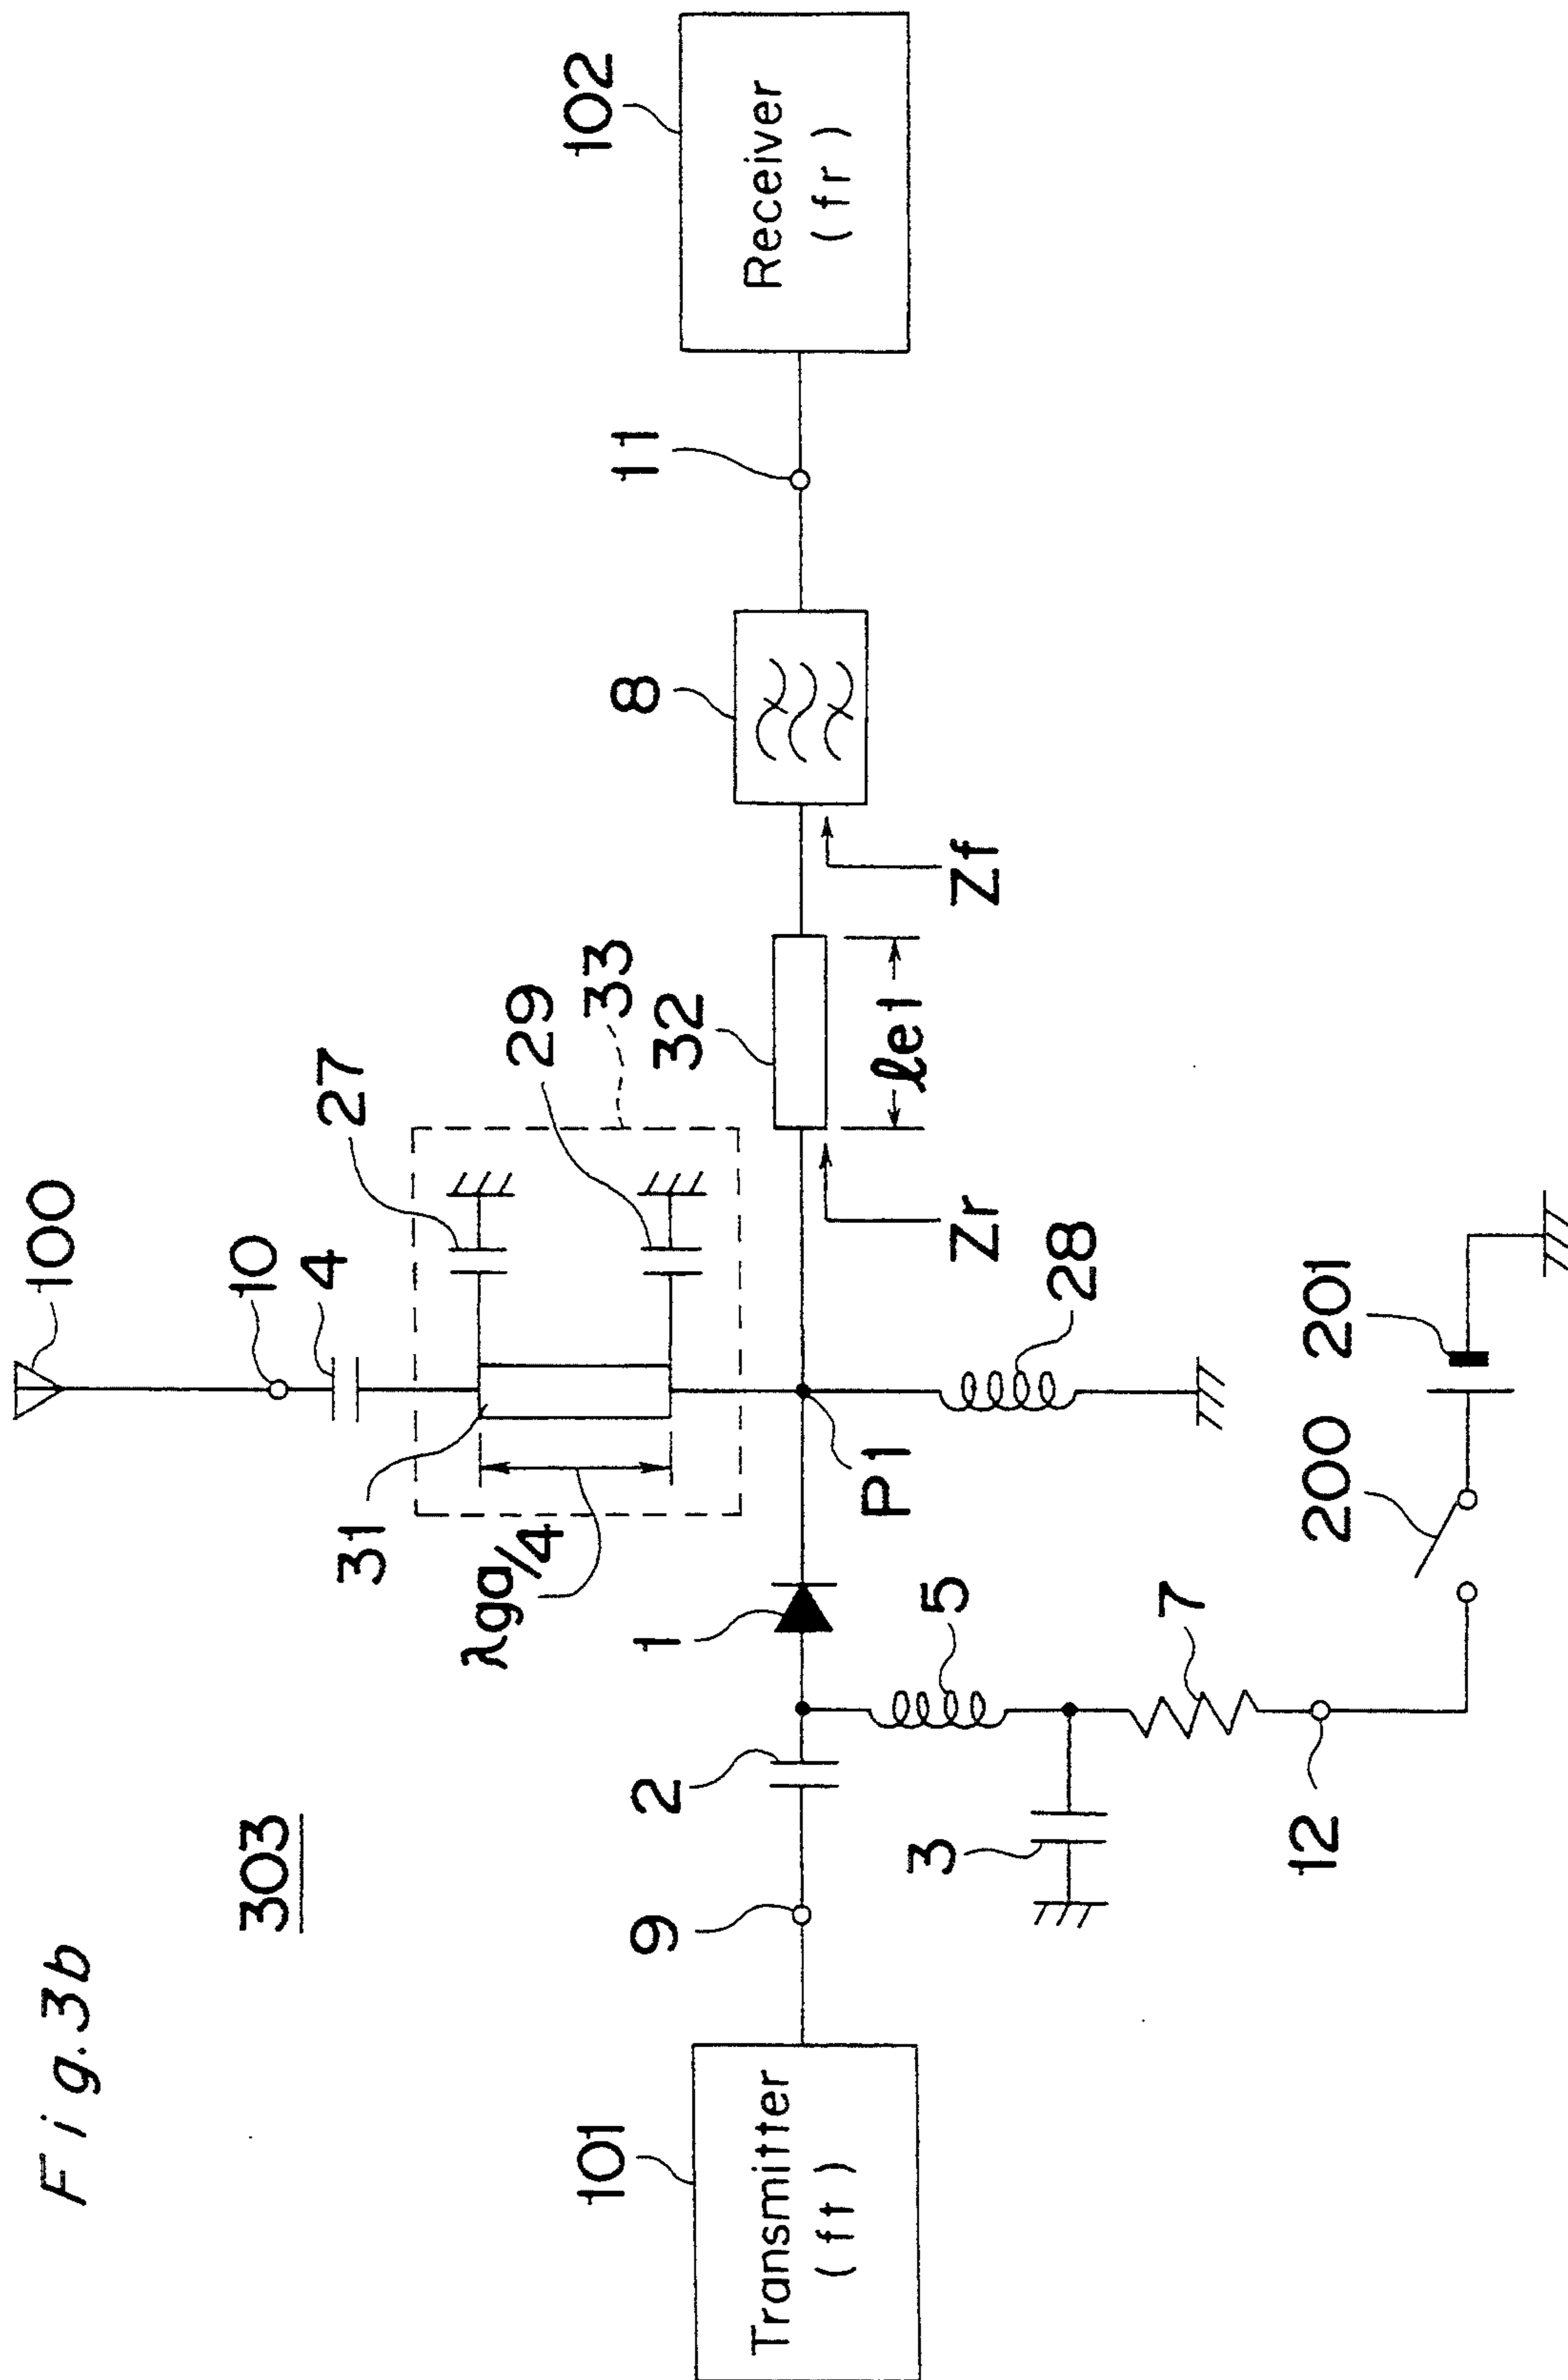 Fig.3b
303
100
10
4
27
29
33
31
λga/4
32
102
Receiver
(fr)
11
8
1
2
9
101
Transmitter
(ft)
P1
Zr
ℓe1
Zf
5
28
3
7
12
200
201